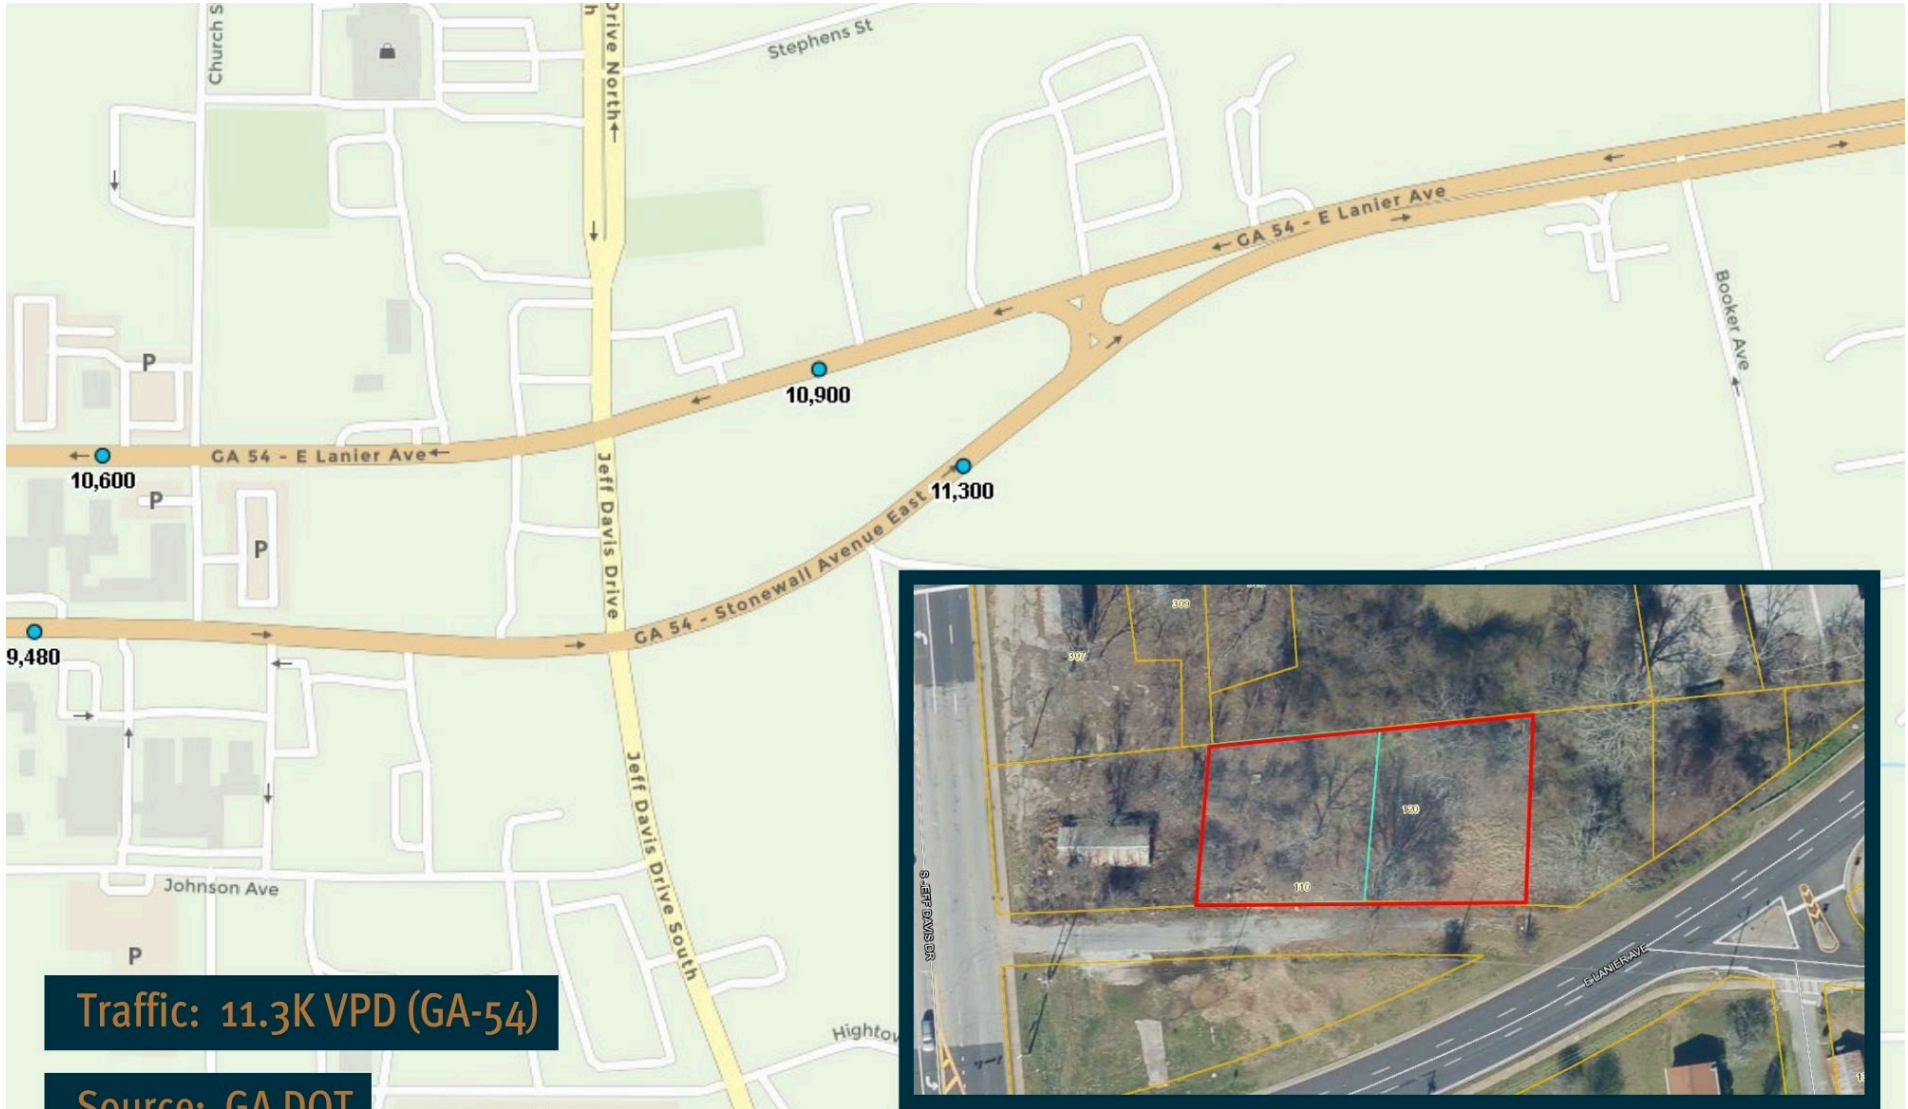 Church S
Drive North
Stephens St
GA 54 - E Lanier Ave
Booker Ave
P
10,900
GA 54 - E Lanier Ave
10,600
P
11,300
Jeff Davis Drive
P
GA 54 - Stonewall Avenue East
9,480
Jeff Davis Drive South
Johnson Ave
P
Hightow
307
120
110
S JEFF DAVIS DR
E LANIER AVE
Traffic: 11.3K VPD (GA-54)
Source: GA DOT